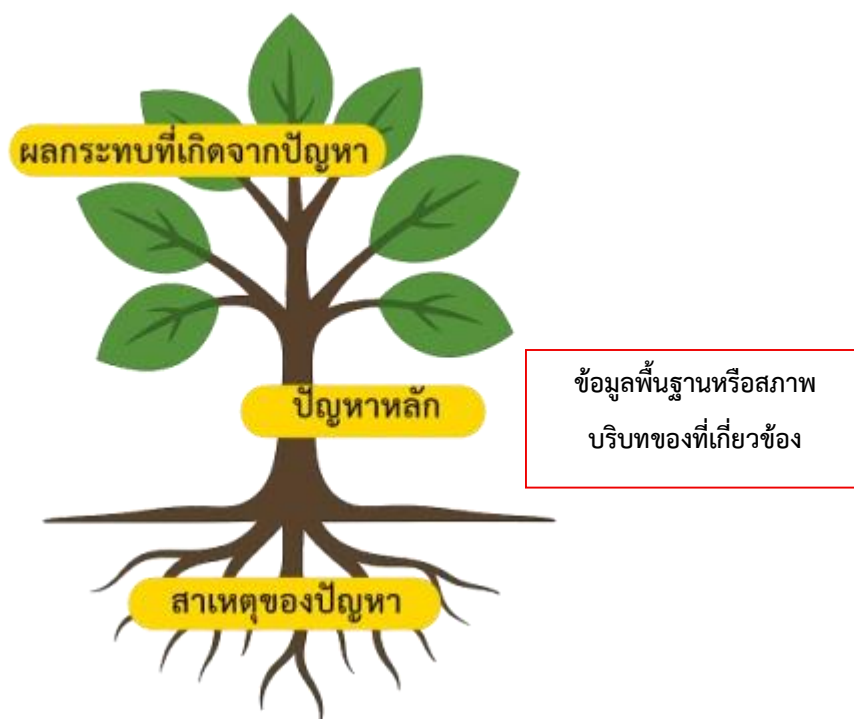 ผลกระทบที่เกิดจากปัญหา
ปัญหาหลัก
ข้อมูลพื้นฐานหรือสภาพ
บริบทของที่เกี่ยวข้อง
สาเหตุของปัญหา